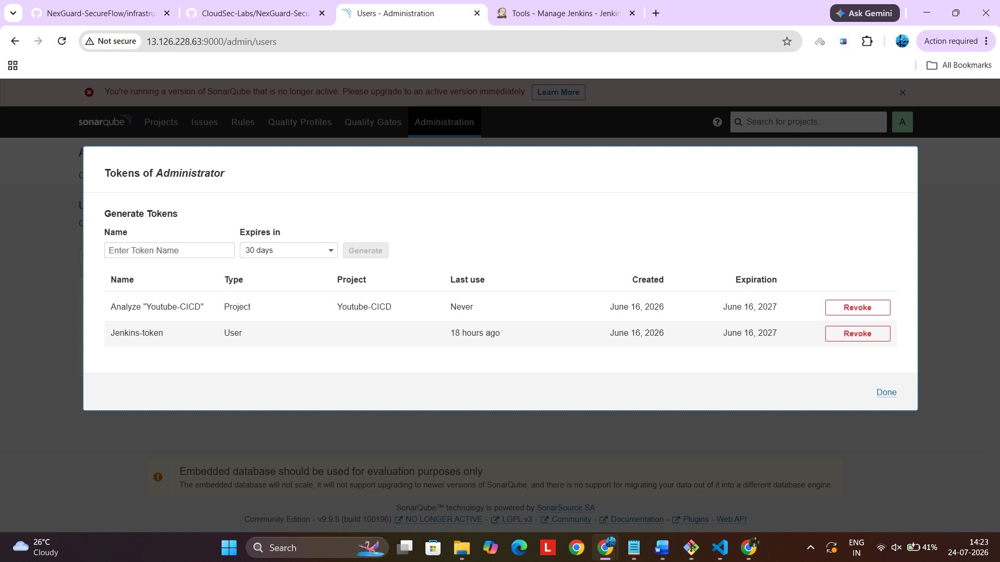 NexGuard-SecureFlow/infrastru
CloudSec-Labs/NexGuard-Secu
Users - Administration
Tools - Manage Jenkins - Jenkin
Ask Gemini
Not secure
13.126.228.63:9000/admin/users
Action required
All Bookmarks
You're running a version of SonarQube that is no longer active. Please upgrade to an active version immediately.
Learn More
sonarqube
Projects
Issues
Rules
Quality Profiles
Quality Gates
Administration
Search for projects...
A
Tokens of Administrator
Generate Tokens
Name
Expires in
Enter Token Name
30 days
Generate
Name Type Project Last use Created Expiration
Analyze "Youtube-CICD" Project Youtube-CICD Never June 16, 2026 June 16, 2027 Revoke
Jenkins-token User 18 hours ago June 16, 2026 June 16, 2027 Revoke
Done
Embedded database should be used for evaluation purposes only
The embedded database will not scale, it will not support upgrading to newer versions of SonarQube, and there is no support for migrating your data out of it into a different database engine.
SonarQube™ technology is powered by SonarSource SA
Community Edition - v9.9.8 (build 100196) NO LONGER ACTIVE - LGPL v3 - Community - Documentation - Plugins - Web API
26°C
Cloudy
Search
L
W
ENG
IN
41%
14:23
24-07-2026